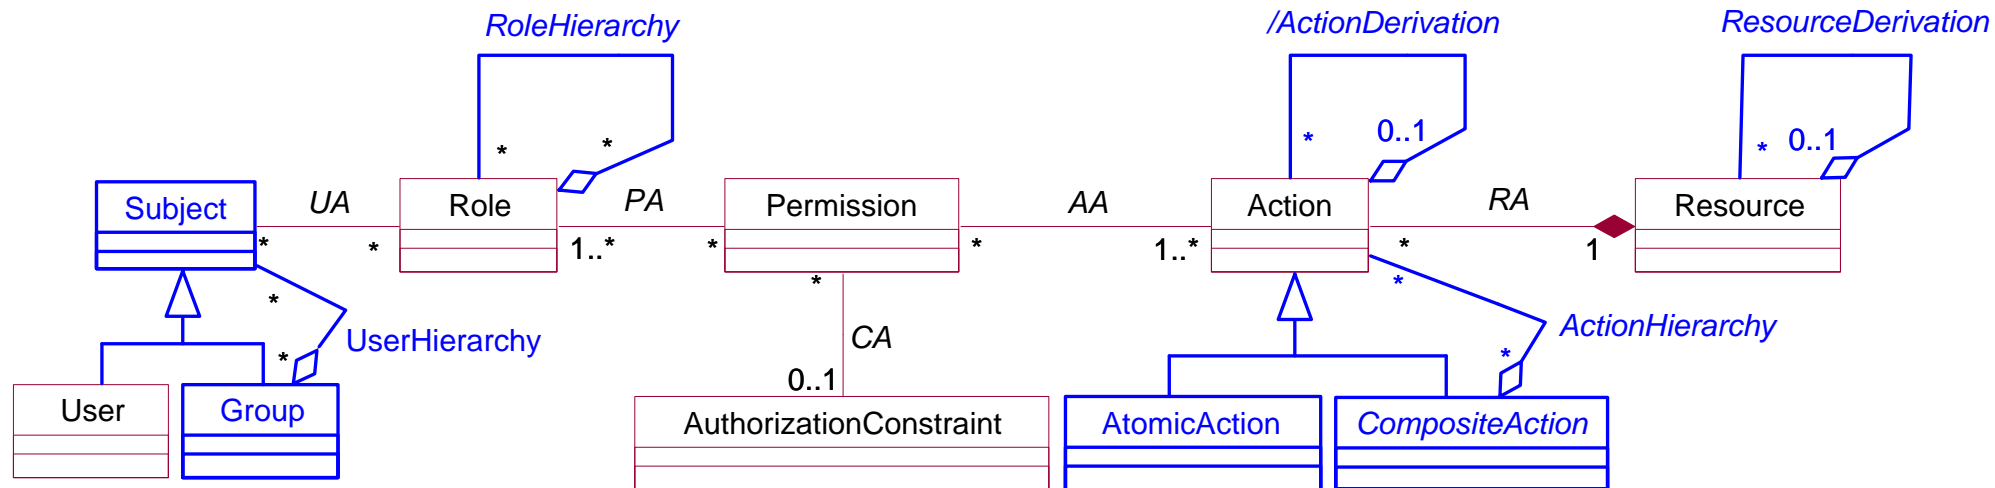 RoleHierarchy /ActionDerivation ResourceDerivation
* * * 0..1 * 0..1
Subject UA Role PA Permission AA Action RA Resource
* * 1..* * * 1..* * 1
* * * *
UserHierarchy CA ActionHierarchy
* 0..1 *
User Group AuthorizationConstraint AtomicAction CompositeAction